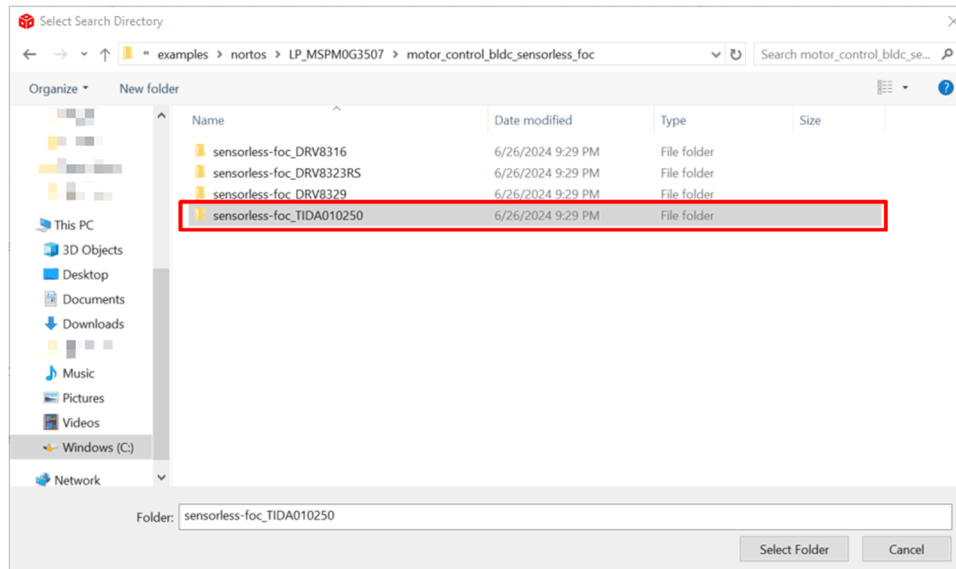 Select Search Directory
« examples > nortos > LP_MSPM0G3507 > motor_control_bldc_sensorless_foc
Search motor_control_bldc_se...
Organize
New folder
Name Date modified Type Size
sensorless-foc_DRV8316 6/26/2024 9:29 PM File folder
sensorless-foc_DRV8323RS 6/26/2024 9:29 PM File folder
sensorless-foc_DRV8329 6/26/2024 9:29 PM File folder
sensorless-foc_TIDA010250 6/26/2024 9:29 PM File folder
This PC
3D Objects
Desktop
Documents
Downloads
Music
Pictures
Videos
Windows (C:)
Network
Folder: sensorless-foc_TIDA010250
Select Folder
Cancel